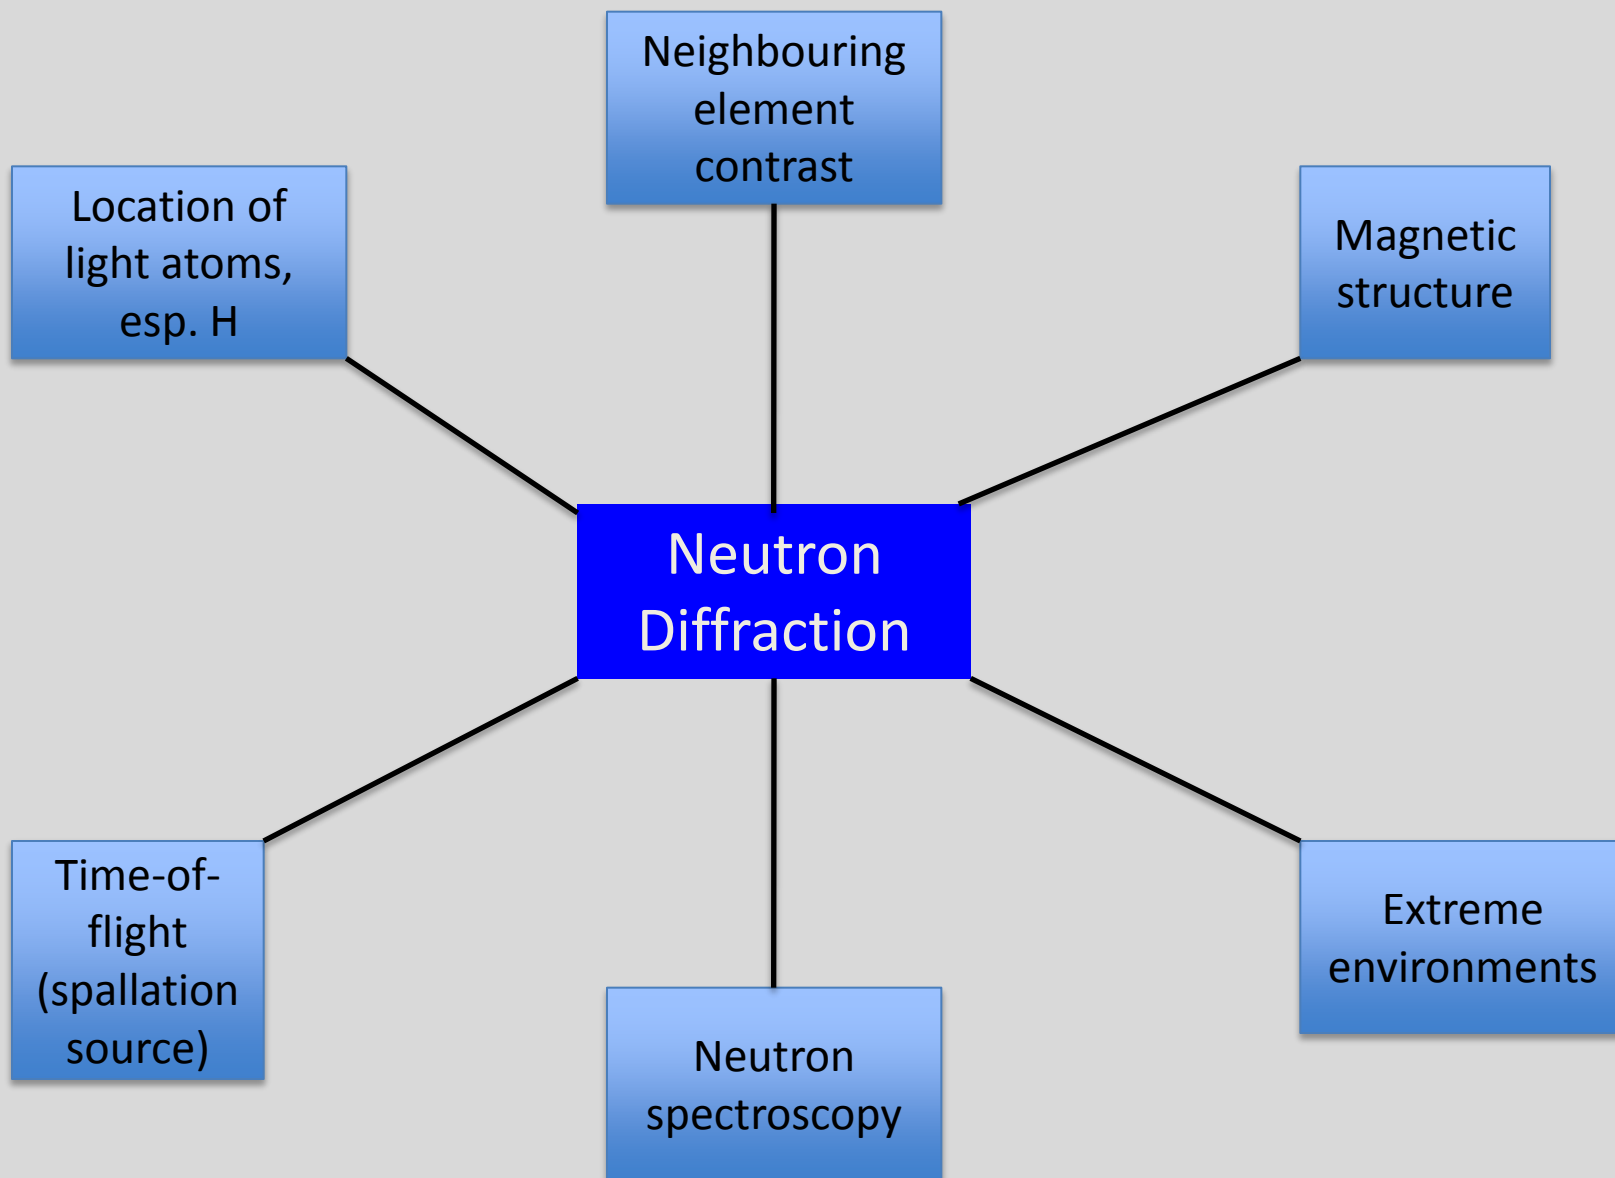 Neighbouring
element
contrast
Location of
light atoms,
esp. H
Magnetic
structure
Neutron
Diffraction
Time-of-
flight
(spallation
source)
Extreme
environments
Neutron
spectroscopy